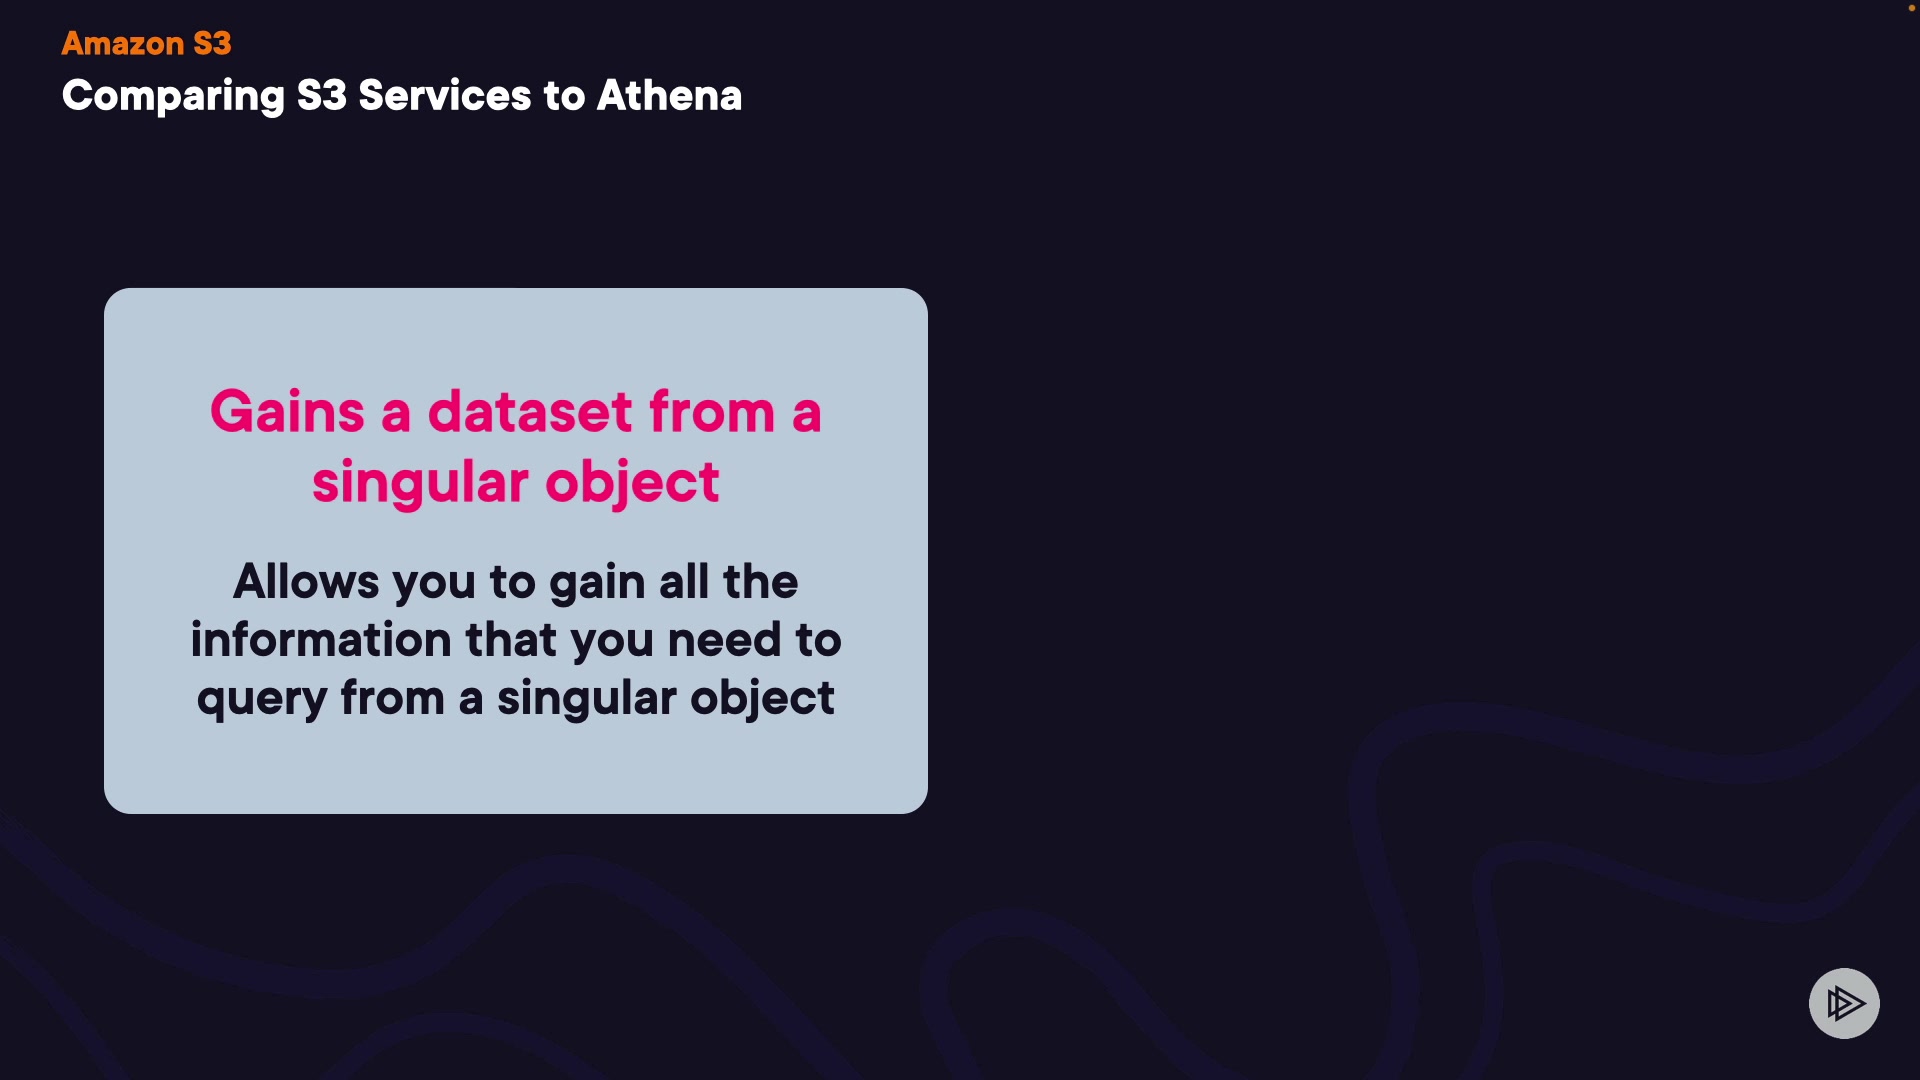 Amazon S3
Comparing S3 Services to Athena
Gains a dataset from a
singular object
Allows you to gain all the
information that you need to
query from a singular object